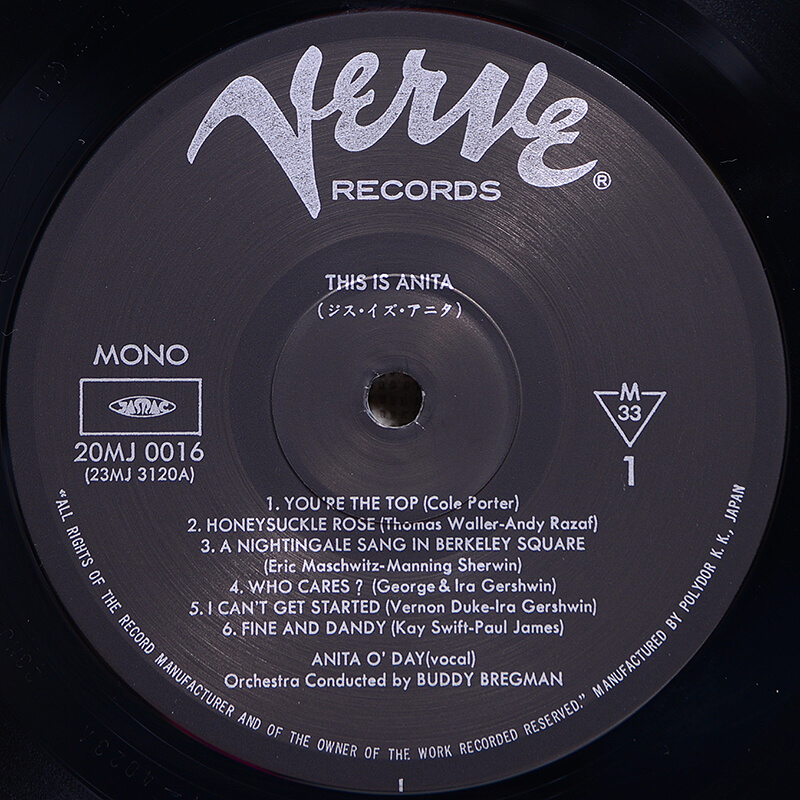 Verve
RECORDS ®
THIS IS ANITA
(ジス・イズ・アニタ)
MONO
JASRAC
20MJ 0016
(23MJ 3120A)
M
33
1
1. YOU'RE THE TOP (Cole Porter)
2. HONEYSUCKLE ROSE (Thomas Waller-Andy Razaf)
3. A NIGHTINGALE SANG IN BERKELEY SQUARE
(Eric Maschwitz-Manning Sherwin)
4. WHO CARES ? (George & Ira Gershwin)
5. I CAN'T GET STARTED (Vernon Duke-Ira Gershwin)
6. FINE AND DANDY (Kay Swift-Paul James)
ANITA O' DAY(vocal)
Orchestra Conducted by BUDDY BREGMAN
"ALL RIGHTS OF THE RECORD MANUFACTURER AND OF THE OWNER OF THE WORK RECORDED RESERVED." MANUFACTURED BY POLYDOR K. K., JAPAN
1